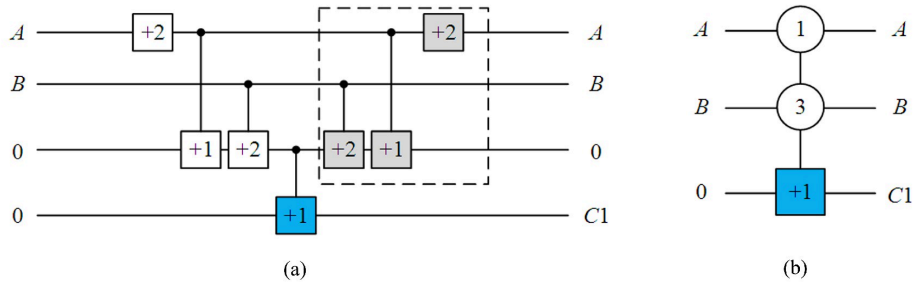 A +2 +2 A
B B
0 +1 +2 +2 +1 0
0 +1 C1
(a)
A 1 A
B 3 B
0 +1 C1
(b)